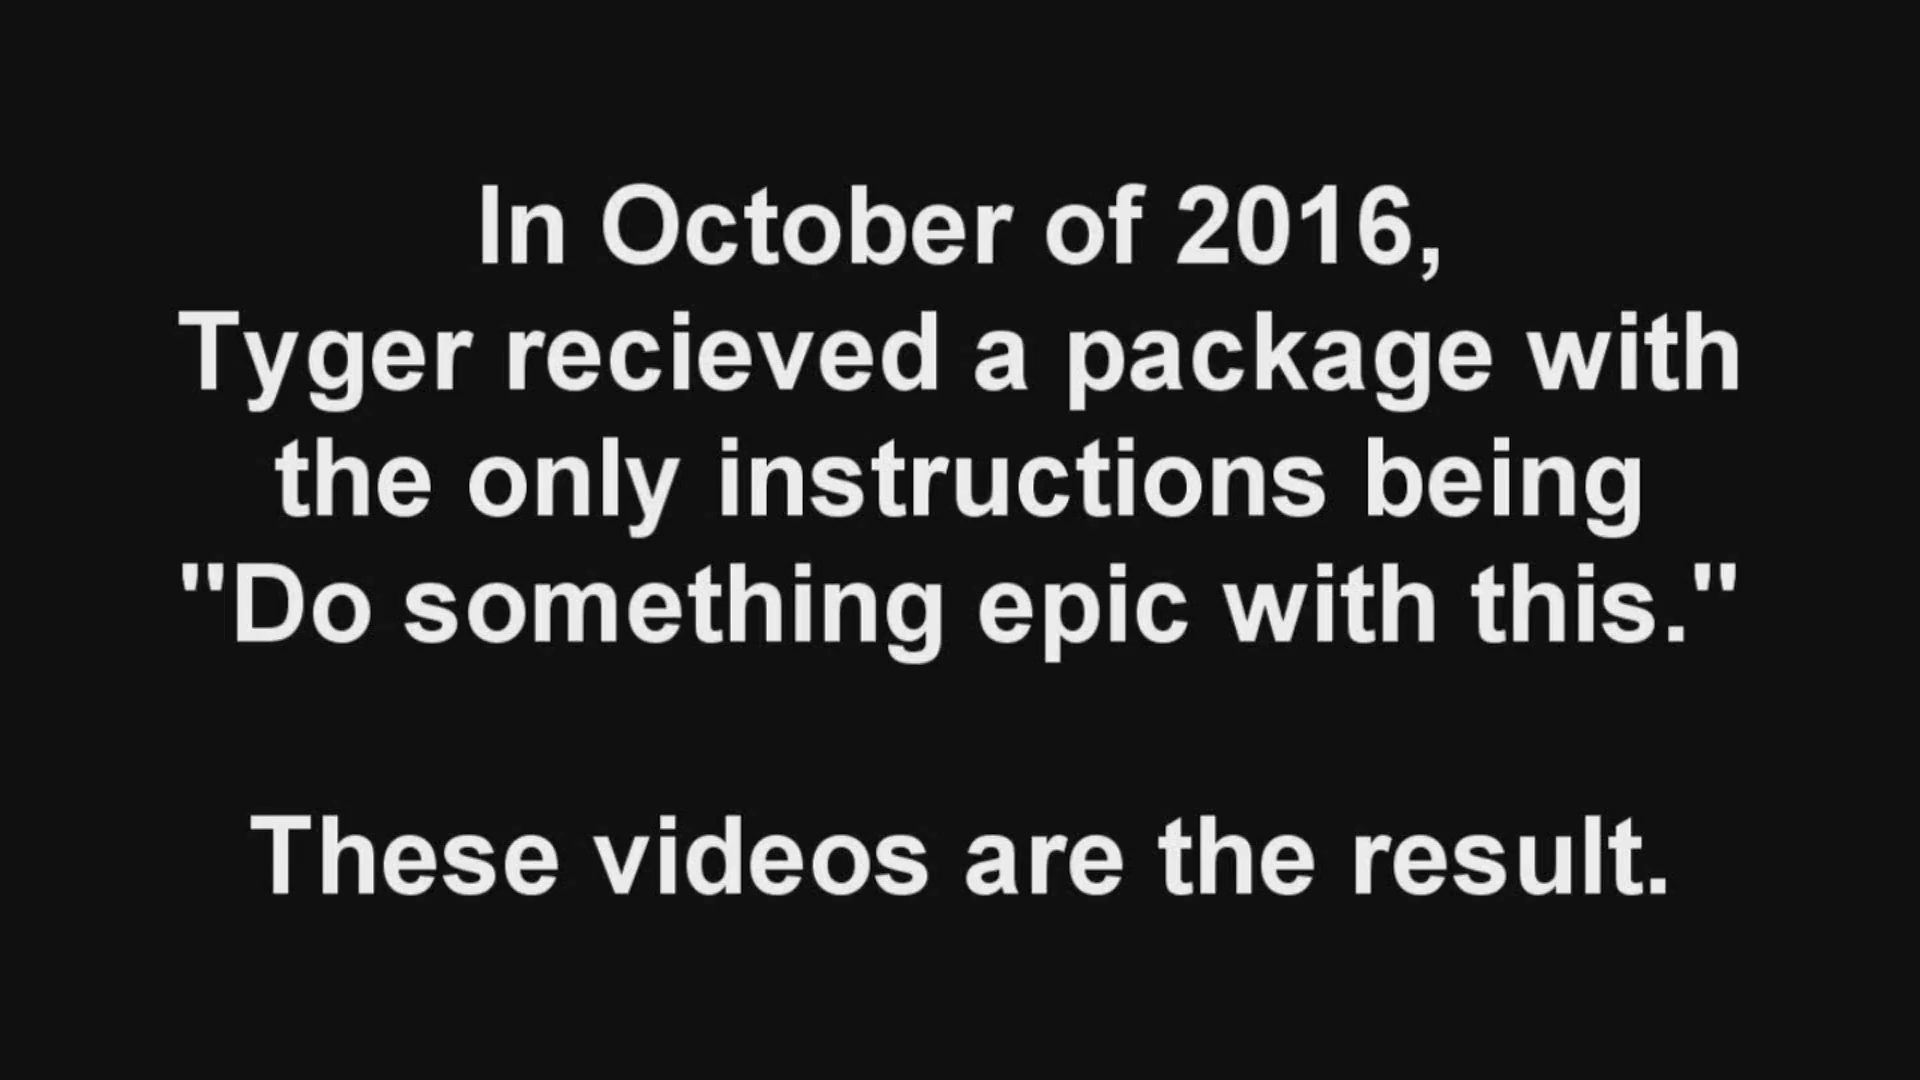 In October of 2016,
Tyger recieved a package with
the only instructions being
"Do something epic with this."
These videos are the result.